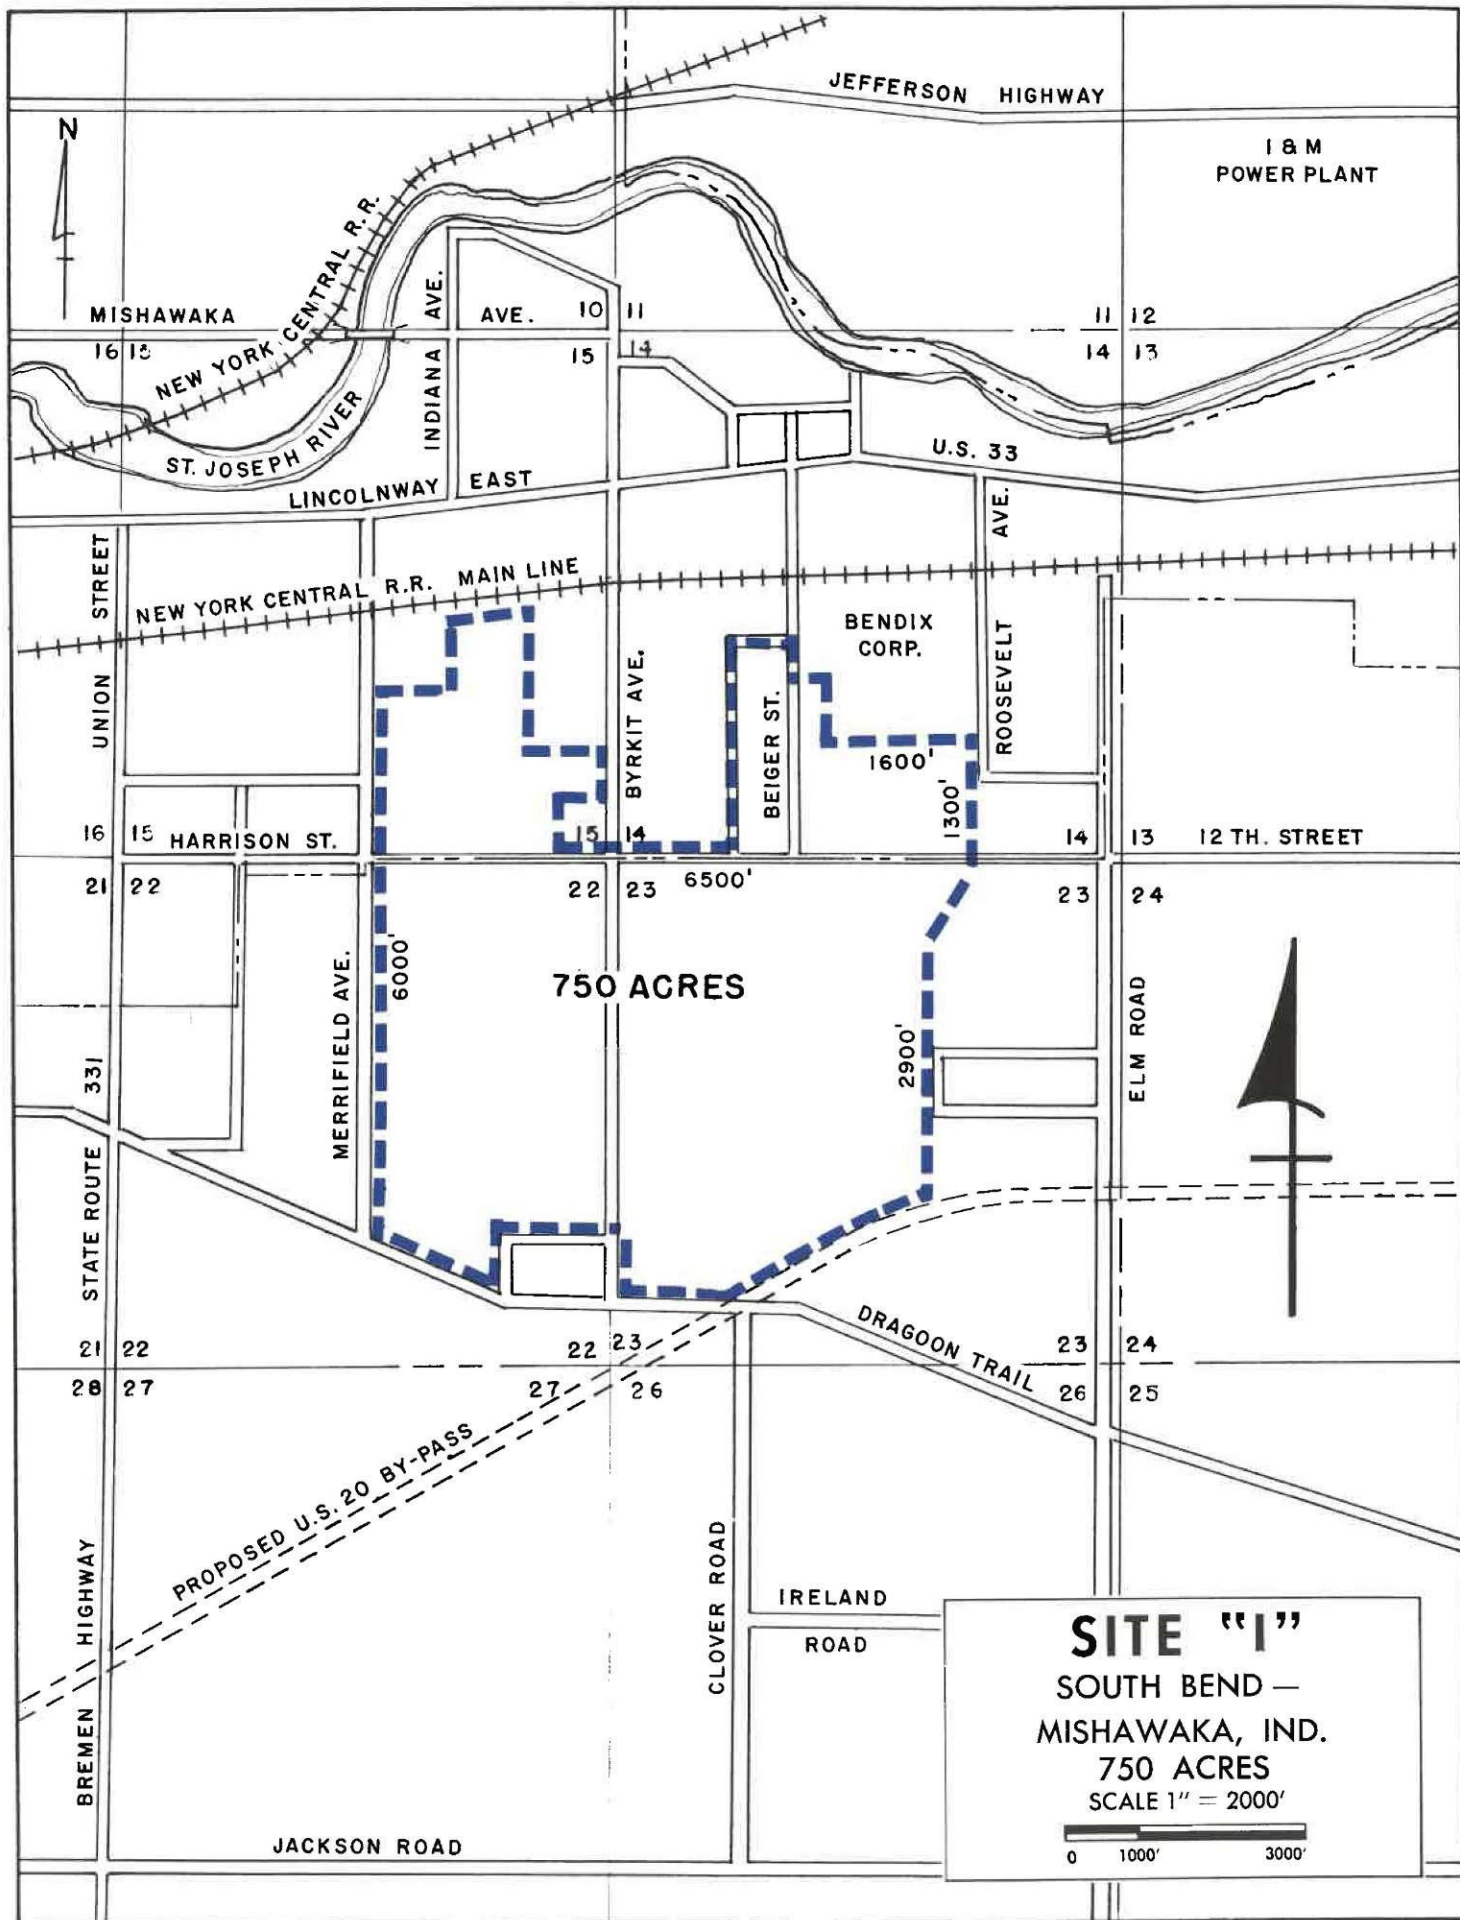 JEFFERSON HIGHWAY
I & M
POWER PLANT
N
NEW YORK CENTRAL R.R.
MISHAWAKA AVE.
INDIANA AVE.
10 11
11 12
16 15
15 14
14 13
ST. JOSEPH RIVER
U.S. 33
LINCOLNWAY EAST
UNION STREET
NEW YORK CENTRAL R.R. MAIN LINE
ROOSEVELT AVE.
BENDIX
CORP.
BYRKIT AVE.
BEIGER ST.
1600'
1300'
16 15
HARRISON ST.
15 14
14 13
12 TH. STREET
21 22
22 23
6500'
23 24
6000'
MERRIFIELD AVE.
750 ACRES
2900'
ELM ROAD
STATE ROUTE 331
DRAGOON TRAIL
21 22
22 23
23 24
28 27
27 26
26 25
PROPOSED U.S. 20 BY-PASS
BREMEN HIGHWAY
CLOVER ROAD
IRELAND
ROAD
JACKSON ROAD
SITE "I"
SOUTH BEND —
MISHAWAKA, IND.
750 ACRES
SCALE 1" = 2000'
0 1000' 3000'